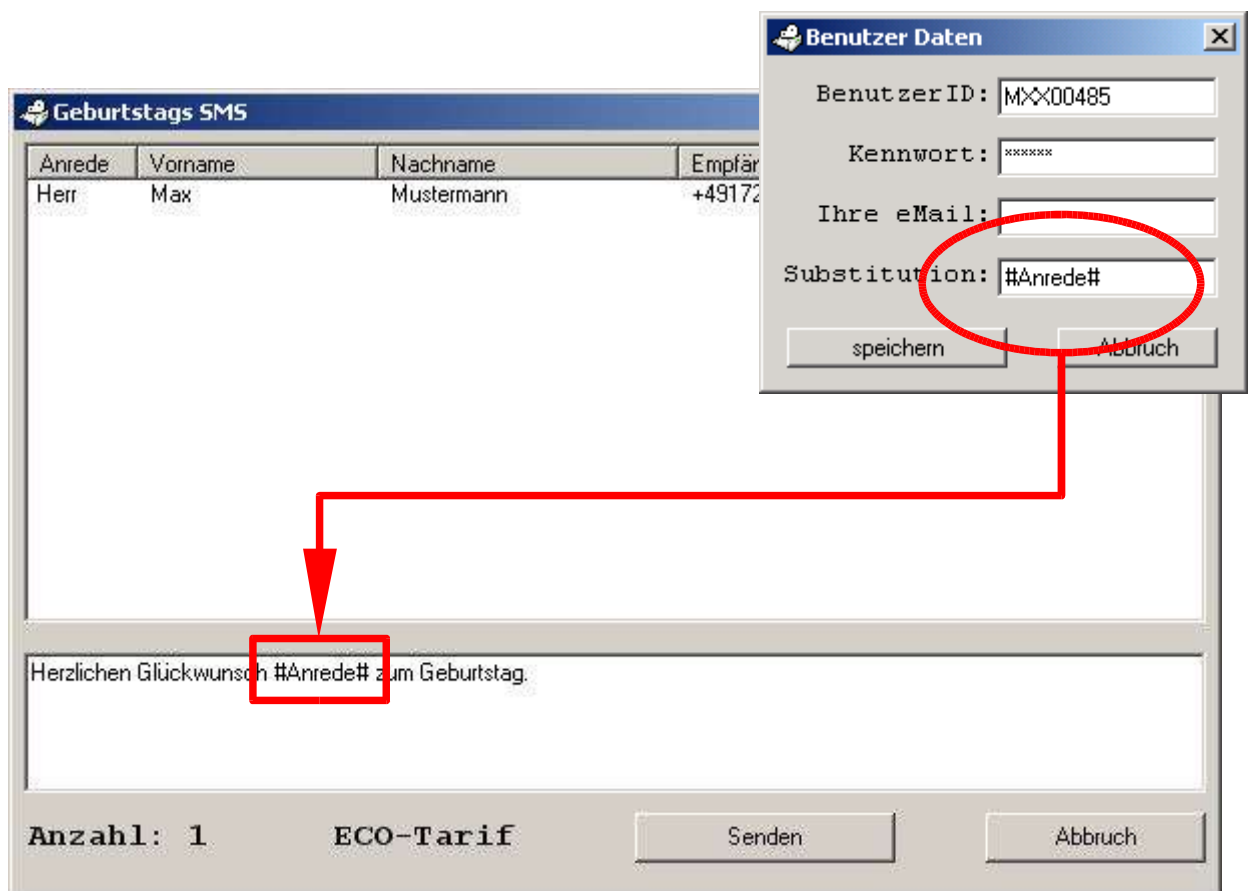 Benutzer Daten
BenutzerID: MXX00485
Kennwort: ******
Ihre eMail:
Substitution: #Anrede#
speichern Abbruch
Geburtstags SMS
Anrede Vorname Nachname
Herr Max Mustermann +49172
Herzlichen Glückwunsch #Anrede# zum Geburtstag.
Anzahl: 1 ECO-Tarif Senden Abbruch